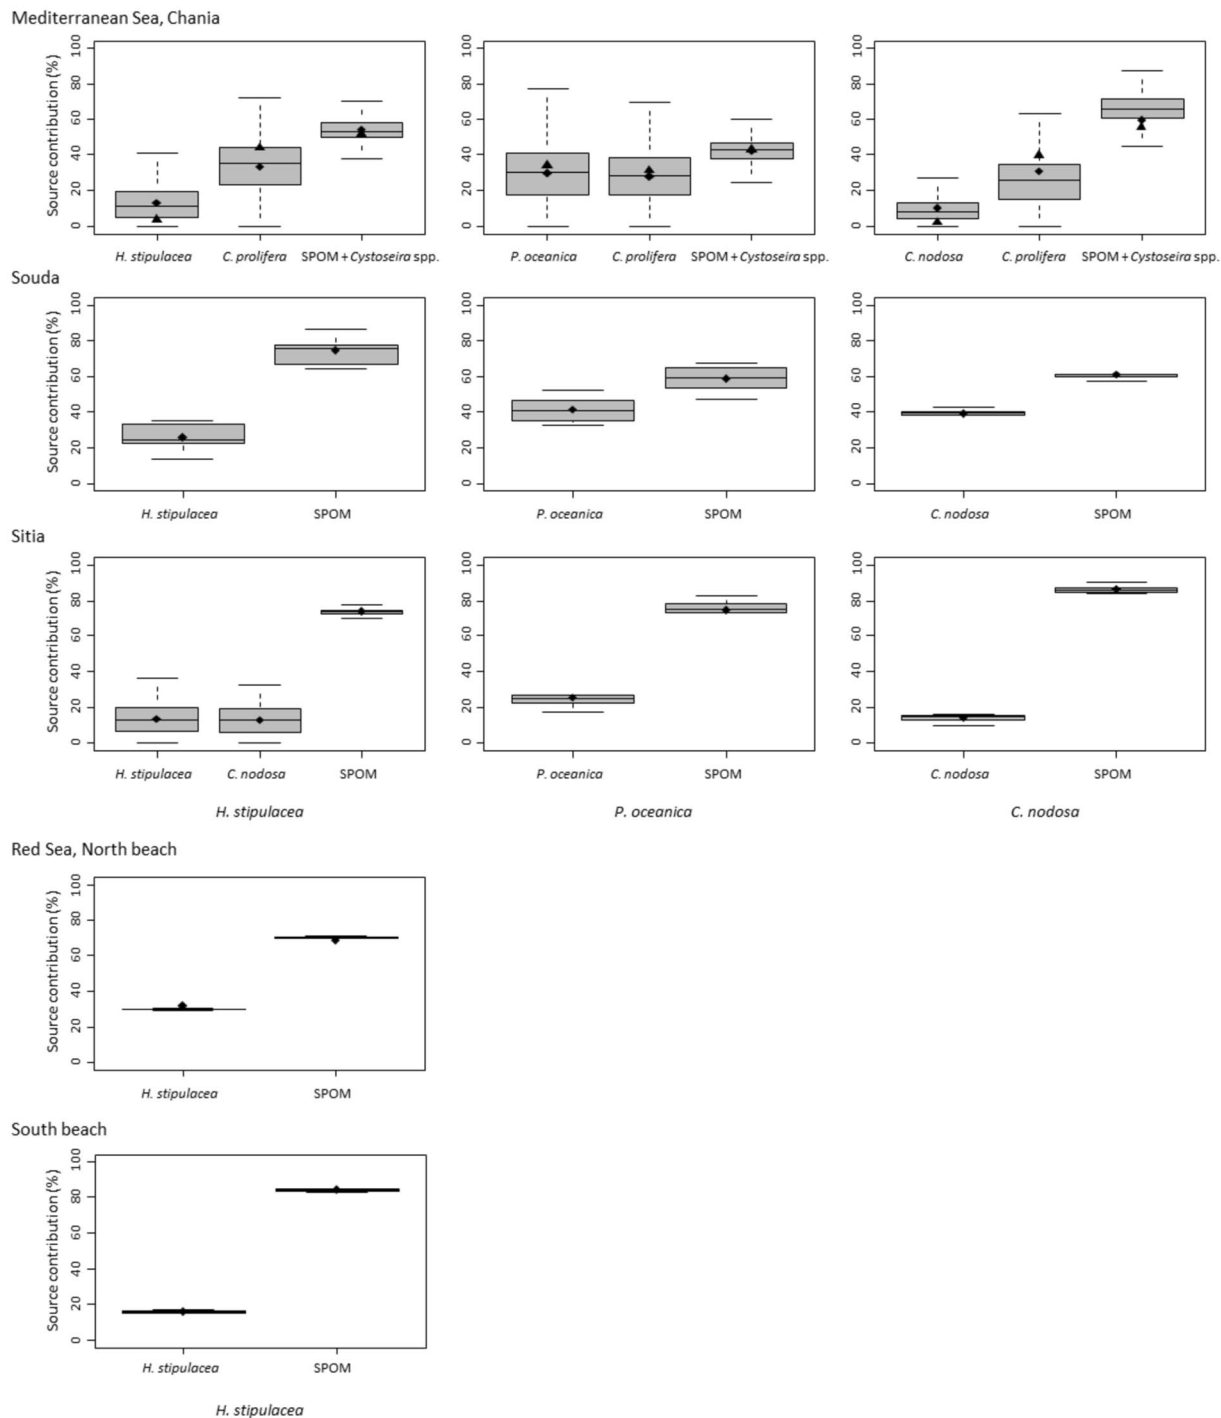 Mediterranean Sea, Chania
Source contribution (%)
0 20 40 60 80 100
H. stipulacea C. prolifera SPOM + Cystoseira spp.
0 20 40 60 80 100
P. oceanica C. prolifera SPOM + Cystoseira spp.
0 20 40 60 80 100
C. nodosa C. prolifera SPOM + Cystoseira spp.
Souda
Source contribution (%)
0 20 40 60 80 100
H. stipulacea SPOM
0 20 40 60 80 100
P. oceanica SPOM
0 20 40 60 80 100
C. nodosa SPOM
Sitia
Source contribution (%)
0 20 40 60 80 100
H. stipulacea C. nodosa SPOM
0 20 40 60 80 100
P. oceanica SPOM
0 20 40 60 80 100
C. nodosa SPOM
H. stipulacea P. oceanica C. nodosa
Red Sea, North beach
Source contribution (%)
0 20 40 60 80 100
H. stipulacea SPOM
South beach
Source contribution (%)
0 20 40 60 80 100
H. stipulacea SPOM
H. stipulacea